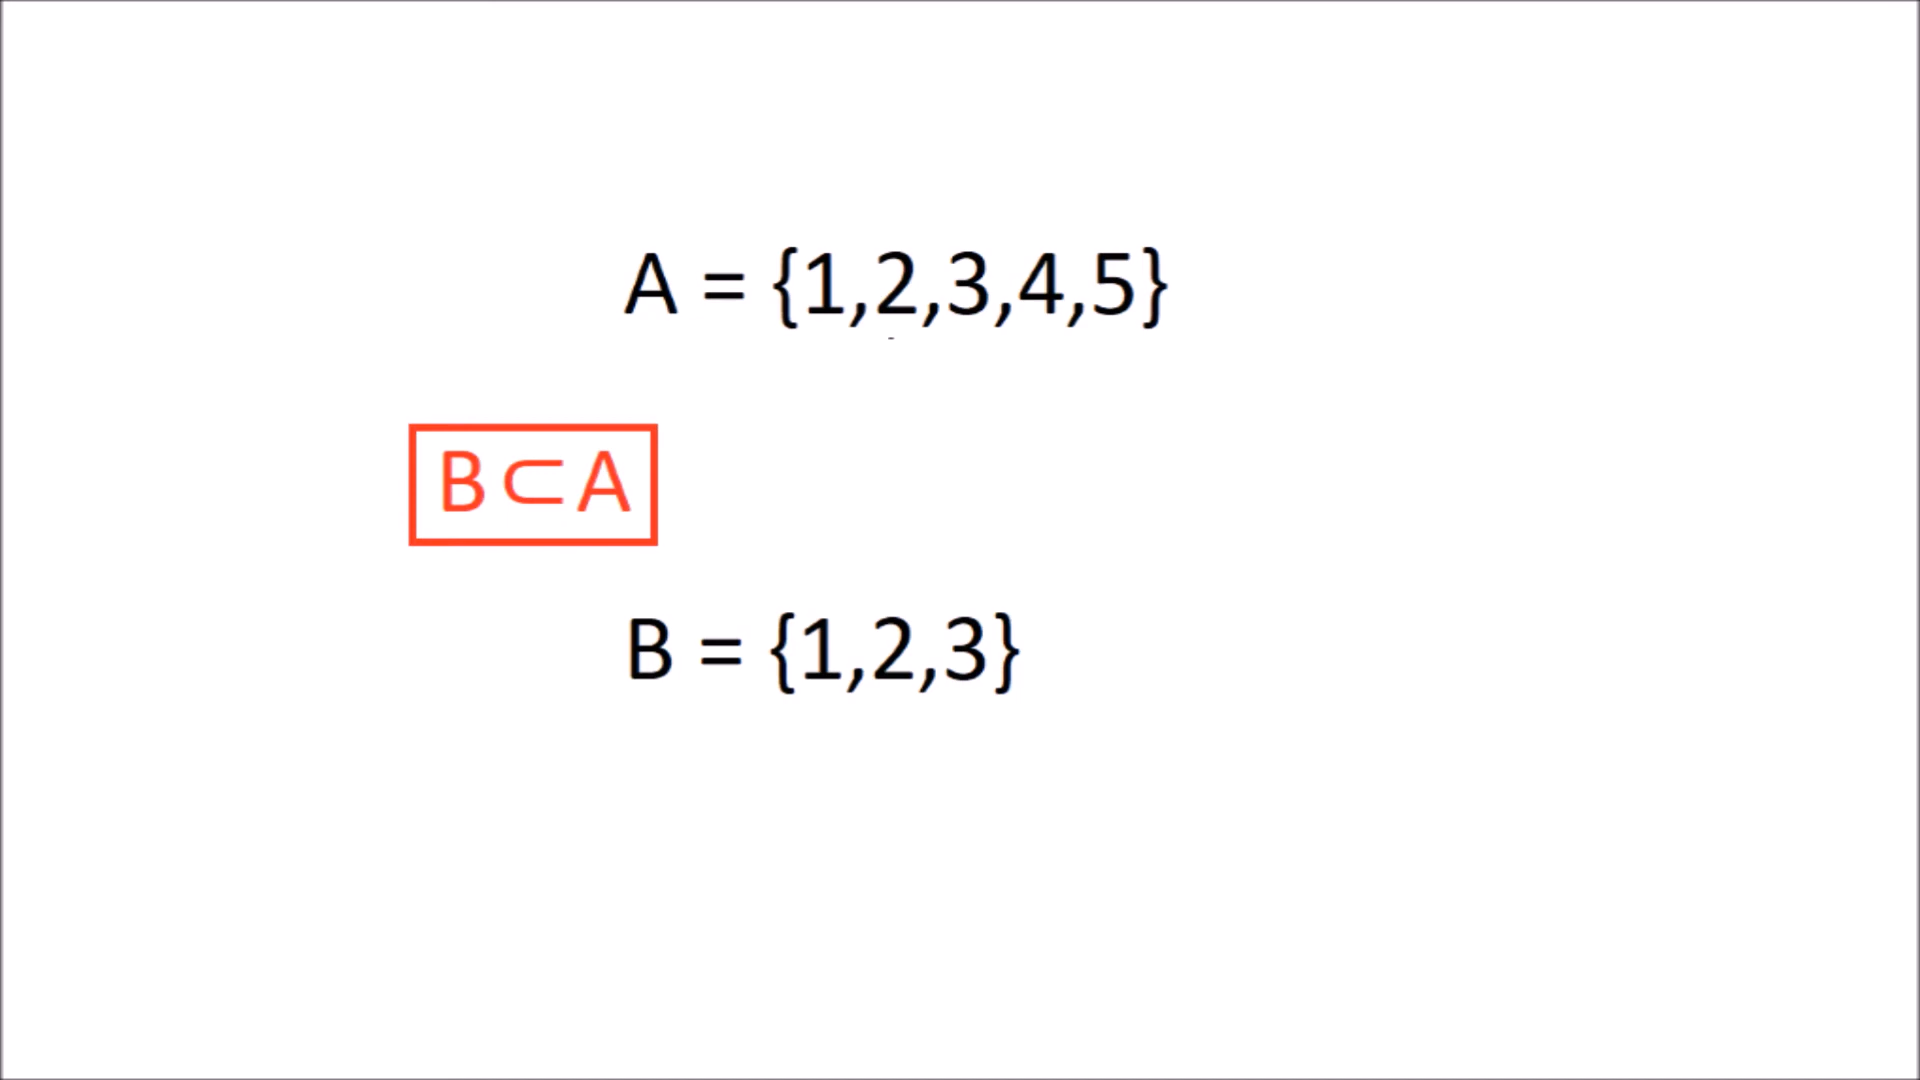 A = {1,2,3,4,5}
B ⊂ A
B = {1,2,3}